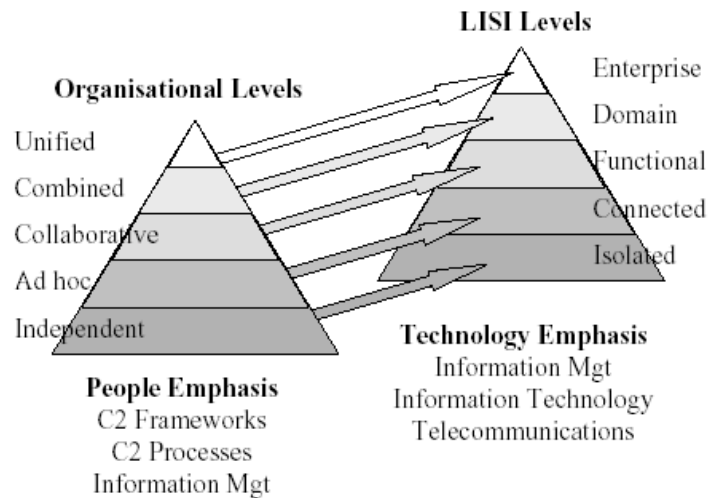 LISI Levels
Enterprise
Domain
Functional
Connected
Isolated
Organisational Levels
Unified
Combined
Collaborative
Ad hoc
Independent
Technology Emphasis
Information Mgt
Information Technology
Telecommunications
People Emphasis
C2 Frameworks
C2 Processes
Information Mgt